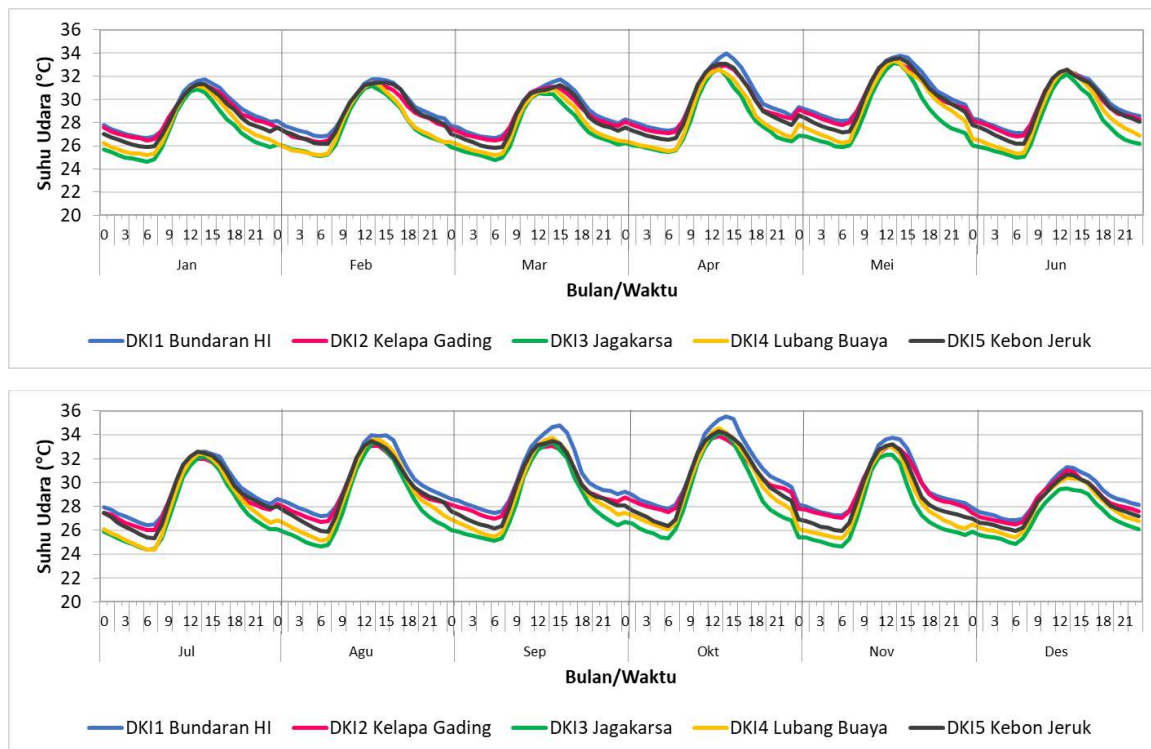 36
34
32
30
28
26
24
22
20
Suhu Udara (°C)
0 3 6 9 12 15 18 21 0 3 6 9 12 15 18 21 0 3 6 9 12 15 18 21 0 3 6 9 12 15 18 21 0 3 6 9 12 15 18 21 0 3 6 9 12 15 18 21
Jan Feb Mar Apr Mei Jun
Bulan/Waktu
DKI1 Bundaran HI DKI2 Kelapa Gading DKI3 Jagakarsa DKI4 Lubang Buaya DKI5 Kebon Jeruk
36
34
32
30
28
26
24
22
20
Suhu Udara (°C)
0 3 6 9 12 15 18 21 0 3 6 9 12 15 18 21 0 3 6 9 12 15 18 21 0 3 6 9 12 15 18 21 0 3 6 9 12 15 18 21 0 3 6 9 12 15 18 21
Jul Agu Sep Okt Nov Des
Bulan/Waktu
DKI1 Bundaran HI DKI2 Kelapa Gading DKI3 Jagakarsa DKI4 Lubang Buaya DKI5 Kebon Jeruk